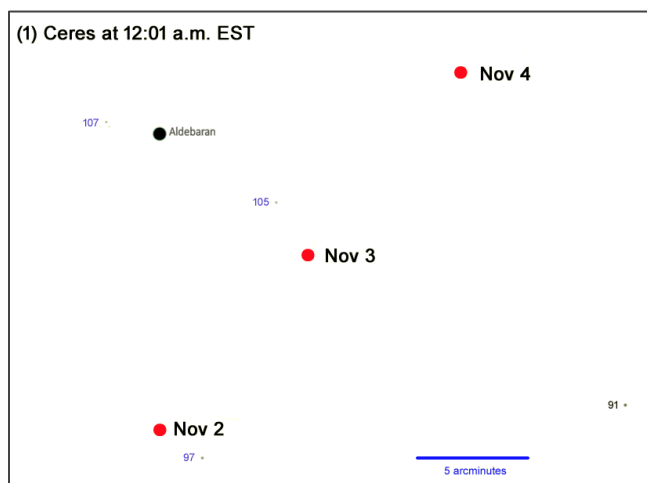 (1) Ceres at 12:01 a.m. EST
Nov 4
107
Aldebaran
105
Nov 3
91
Nov 2
97
5 arcminutes